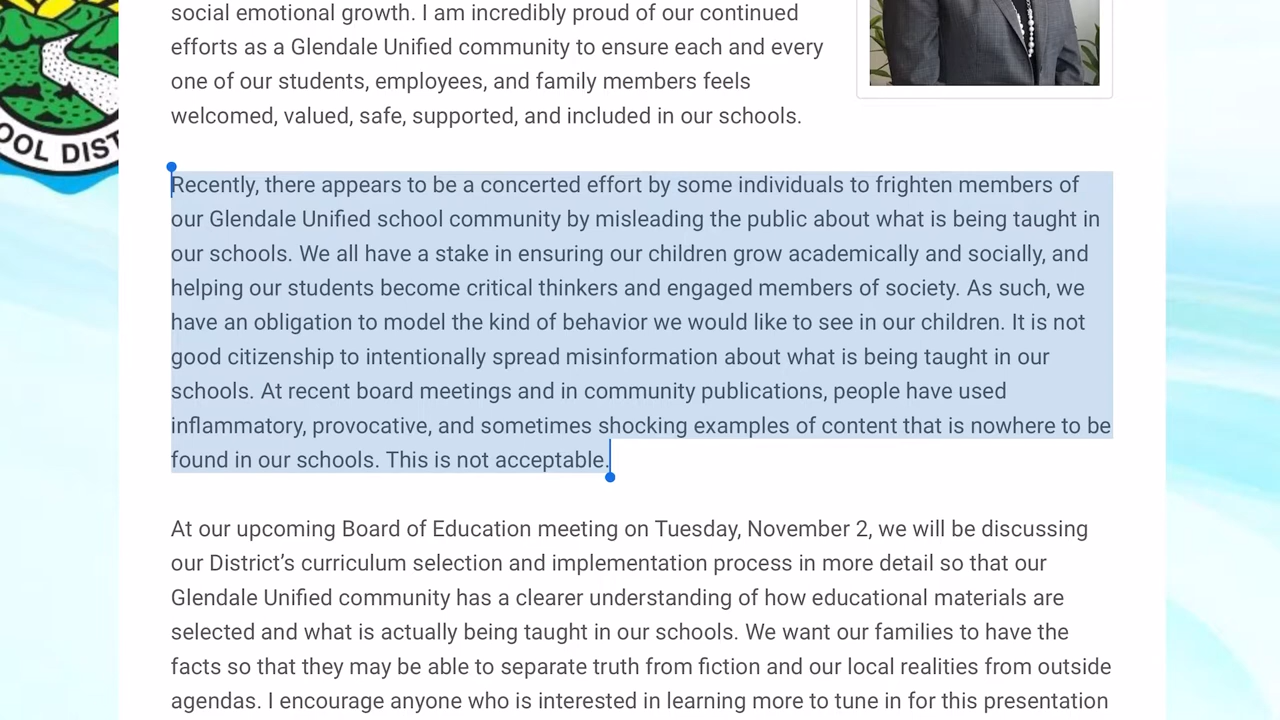 social emotional growth. I am incredibly proud of our continued
efforts as a Glendale Unified community to ensure each and every
one of our students, employees, and family members feels
welcomed, valued, safe, supported, and included in our schools.
OOL DIST
Recently, there appears to be a concerted effort by some individuals to frighten members of
our Glendale Unified school community by misleading the public about what is being taught in
our schools. We all have a stake in ensuring our children grow academically and socially, and
helping our students become critical thinkers and engaged members of society. As such, we
have an obligation to model the kind of behavior we would like to see in our children. It is not
good citizenship to intentionally spread misinformation about what is being taught in our
schools. At recent board meetings and in community publications, people have used
inflammatory, provocative, and sometimes shocking examples of content that is nowhere to be
found in our schools. This is not acceptable.
At our upcoming Board of Education meeting on Tuesday, November 2, we will be discussing
our District’s curriculum selection and implementation process in more detail so that our
Glendale Unified community has a clearer understanding of how educational materials are
selected and what is actually being taught in our schools. We want our families to have the
facts so that they may be able to separate truth from fiction and our local realities from outside
agendas. I encourage anyone who is interested in learning more to tune in for this presentation